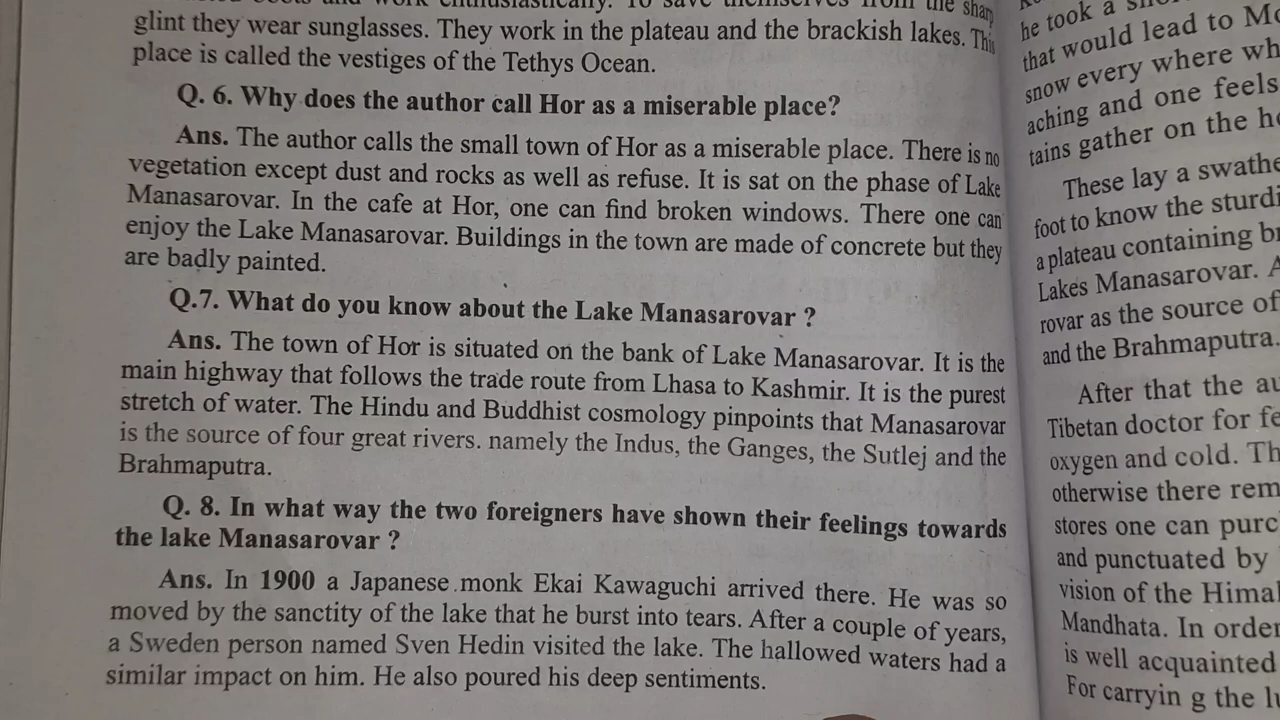 glint they wear sunglasses. They work in the plateau and the brackish lakes. This
place is called the vestiges of the Tethys Ocean.
Q. 6. Why does the author call Hor as a miserable place?
Ans. The author calls the small town of Hor as a miserable place. There is no
vegetation except dust and rocks as well as refuse. It is sat on the phase of Lake
Manasarovar. In the cafe at Hor, one can find broken windows. There one can
enjoy the Lake Manasarovar. Buildings in the town are made of concrete but they
are badly painted.
Q.7. What do you know about the Lake Manasarovar ?
Ans. The town of Hor is situated on the bank of Lake Manasarovar. It is the
main highway that follows the trade route from Lhasa to Kashmir. It is the purest
stretch of water. The Hindu and Buddhist cosmology pinpoints that Manasarovar
is the source of four great rivers. namely the Indus, the Ganges, the Sutlej and the
Brahmaputra.
Q. 8. In what way the two foreigners have shown their feelings towards
the lake Manasarovar ?
Ans. In 1900 a Japanese monk Ekai Kawaguchi arrived there. He was so
moved by the sanctity of the lake that he burst into tears. After a couple of years,
a Sweden person named Sven Hedin visited the lake. The hallowed waters had a
similar impact on him. He also poured his deep sentiments.
he took a
that would lead to
snow every where
aching and one feels
tains gather on the
These lay a
foot to know the
a plateau containing
Lakes Manasarovar.
rovar as the source of
and the Brahmaputra.
After that the
Tibetan doctor for
oxygen and cold.
otherwise there
stores one can
and punctuated by
vision of the
Mandhata. In
is well acquainted
For carryin g the